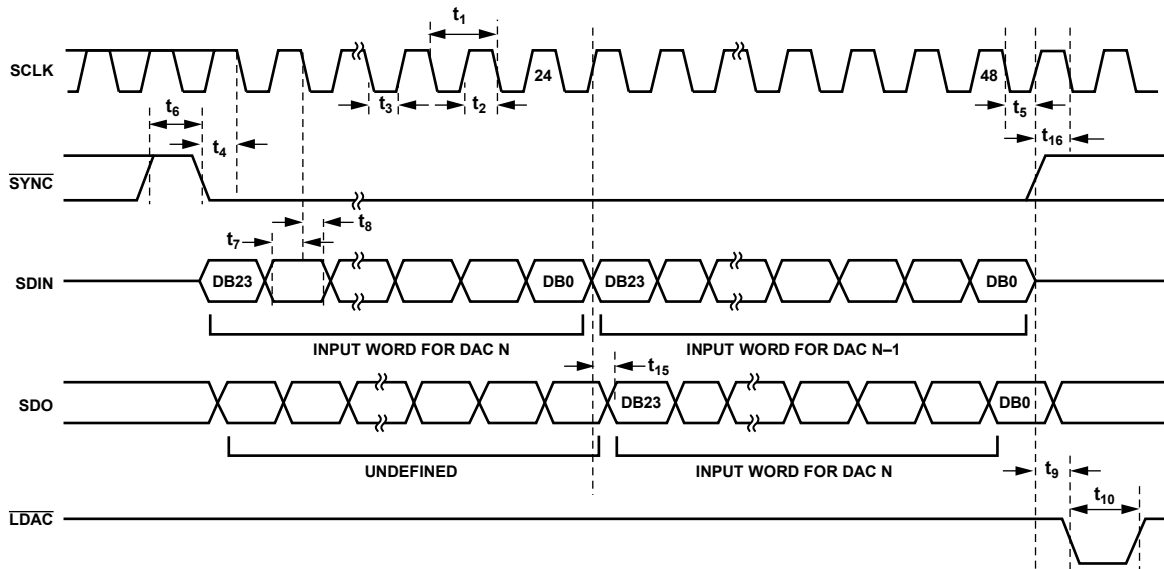 t1
SCLK
24
48
t3
t2
t5
t6
t4
t16
SYNC
t7
t8
SDIN
DB23
DB0
DB23
DB0
INPUT WORD FOR DAC N
INPUT WORD FOR DAC N–1
t15
SDO
DB23
DB0
UNDEFINED
INPUT WORD FOR DAC N
t9
t10
LDAC